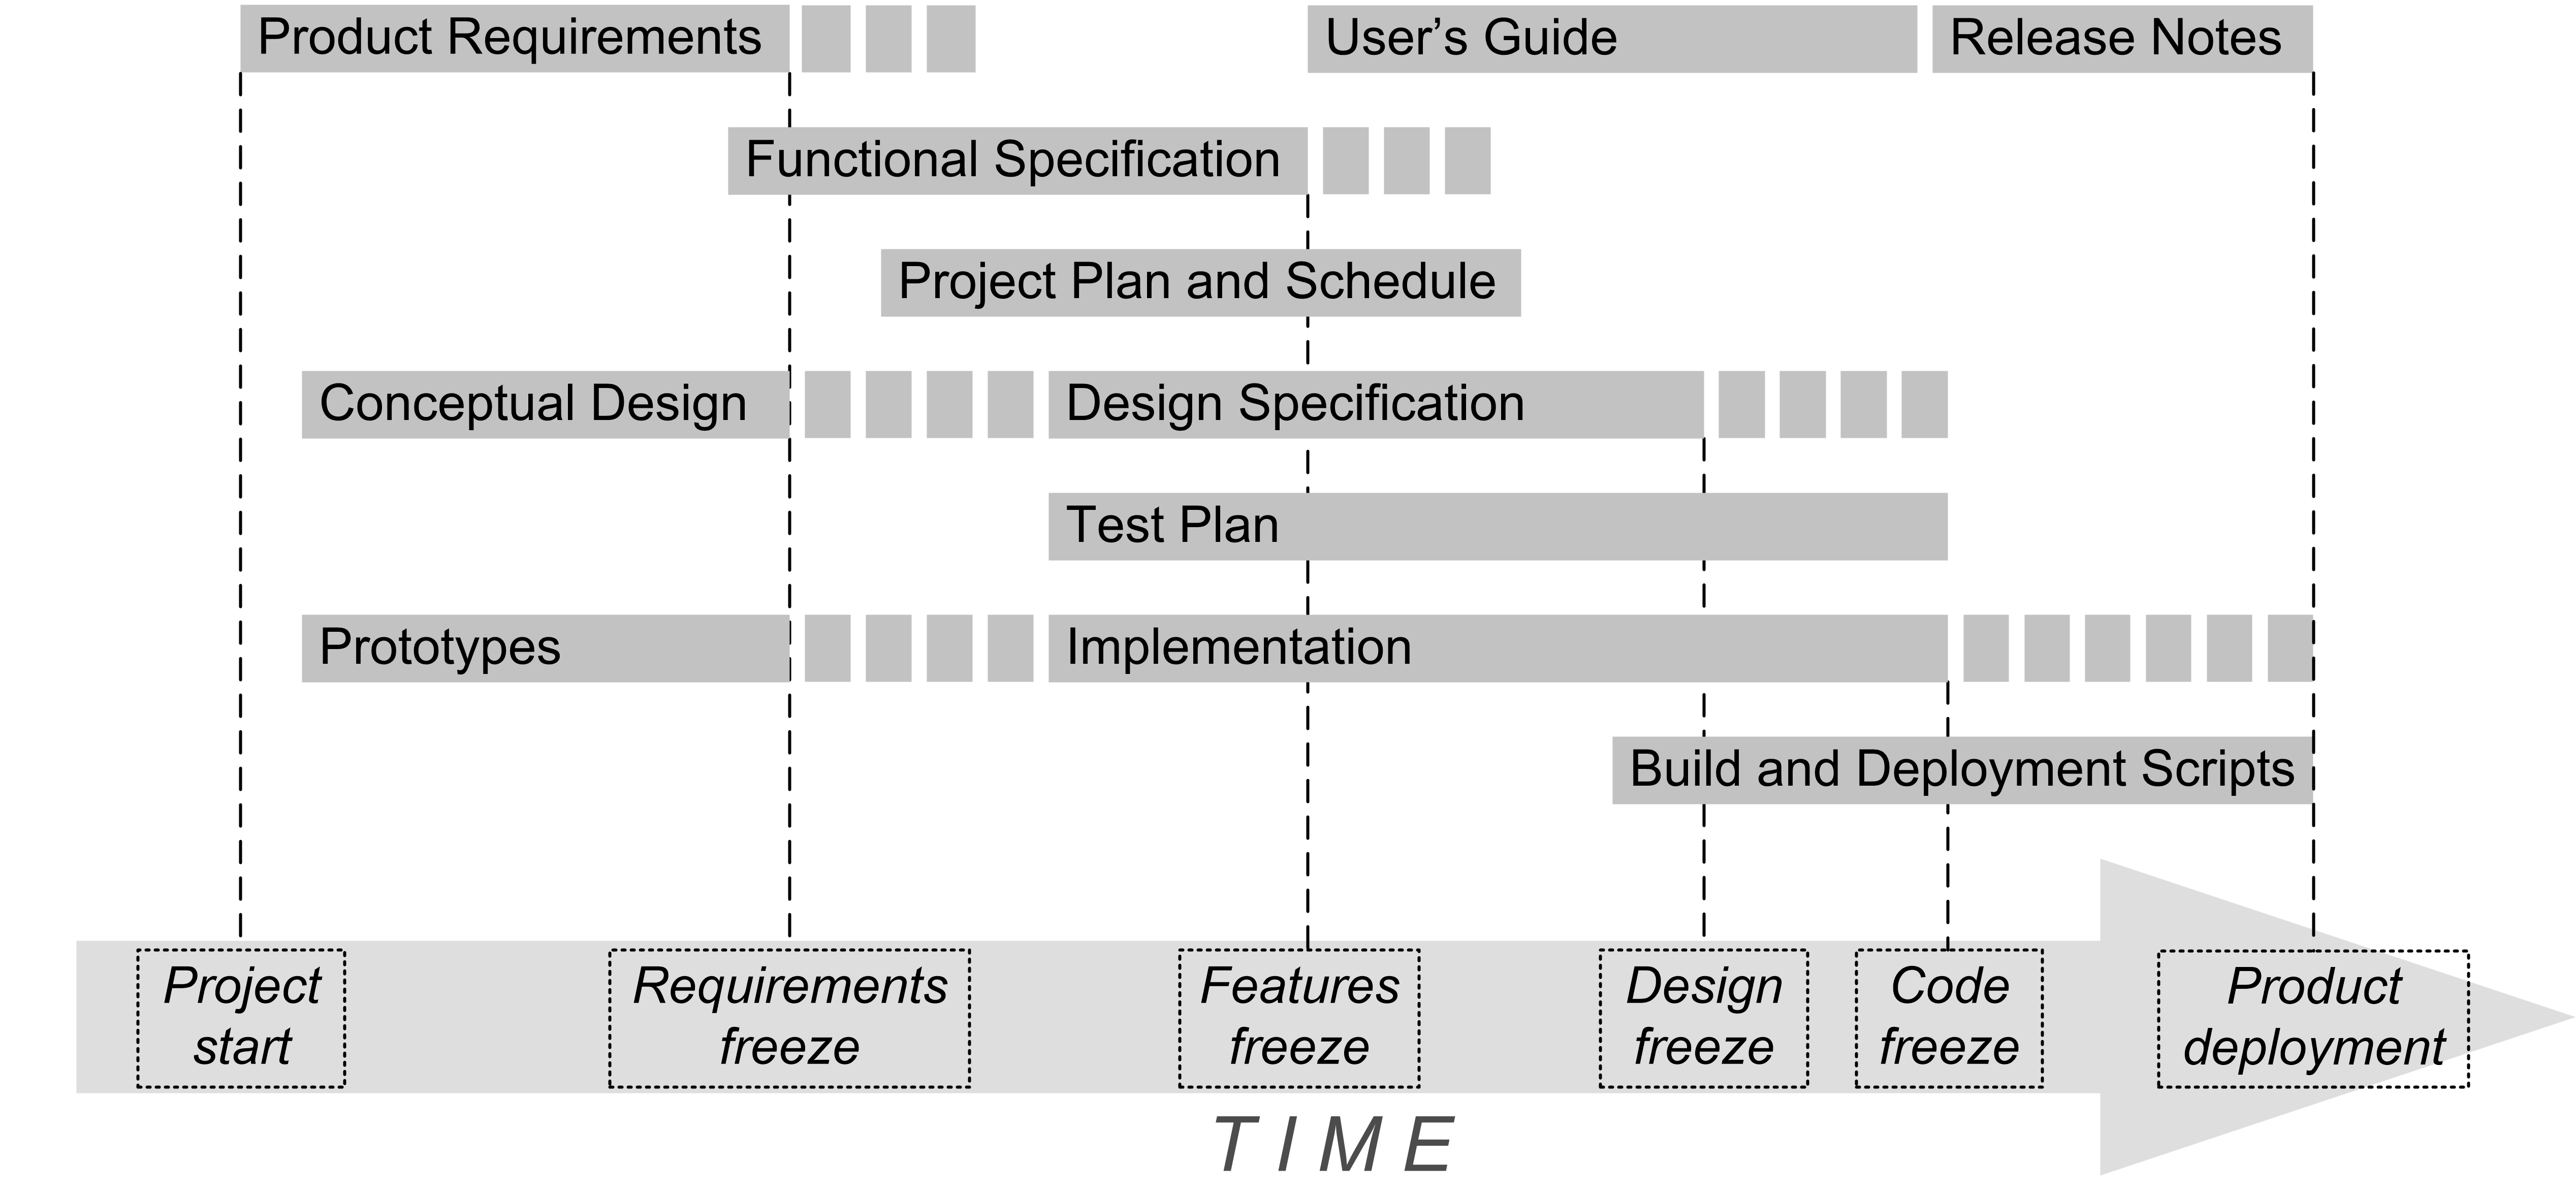 Product Requirements
User’s Guide
Release Notes
Functional Specification
Project Plan and Schedule
Conceptual Design
Design Specification
Test Plan
Prototypes
Implementation
Build and Deployment Scripts
Project
start
Requirements
freeze
Features
freeze
Design
freeze
Code
freeze
Product
deployment
TIME